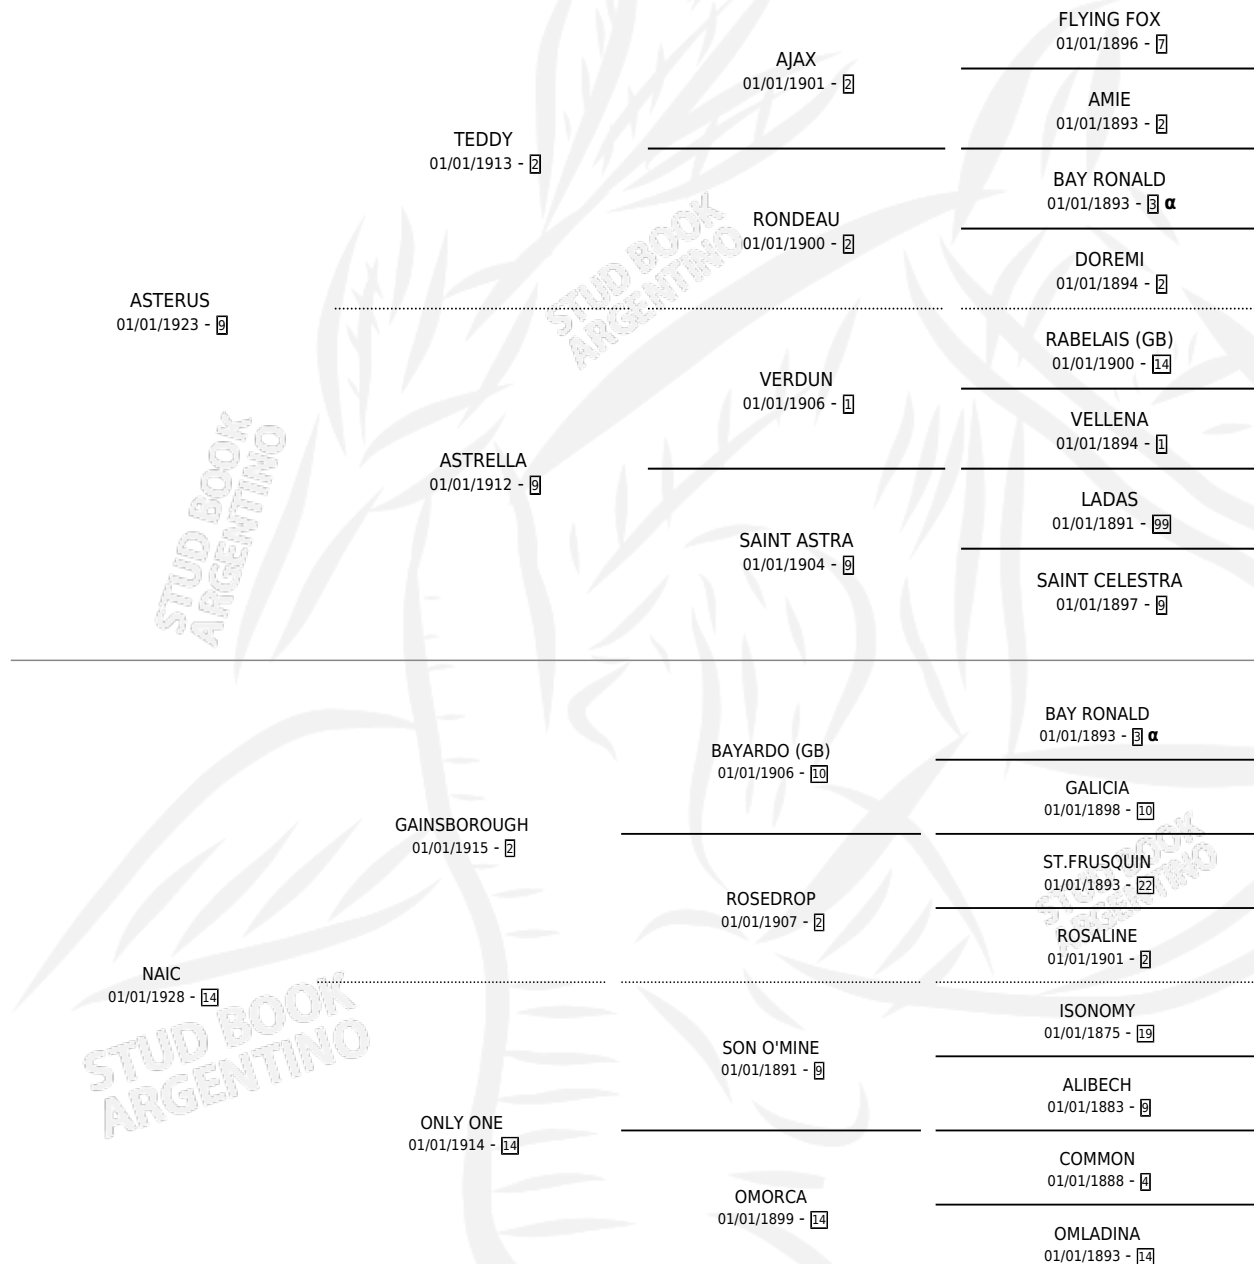 FLYING FOX
01/01/1896 - 7
AJAX
01/01/1901 - 2
AMIE
01/01/1893 - 2
TEDDY
01/01/1913 - 2
BAY RONALD
01/01/1893 - 3 α
RONDEAU
01/01/1900 - 2
DOREMI
01/01/1894 - 2
ASTERUS
01/01/1923 - 9
RABELAIS (GB)
01/01/1900 - 14
VERDUN
01/01/1906 - 1
VELLENA
01/01/1894 - 1
ASTRELLA
01/01/1912 - 9
LADAS
01/01/1891 - 99
SAINT ASTRA
01/01/1904 - 9
SAINT CELESTRA
01/01/1897 - 9
STUD BOOK
ARGENTINO
STUD BOOK
ARGENTINO
BAY RONALD
01/01/1893 - 3 α
BAYARDO (GB)
01/01/1906 - 10
GALICIA
01/01/1898 - 10
GAINSBOROUGH
01/01/1915 - 2
ST.FRUSQUIN
01/01/1893 - 22
ROSEDROP
01/01/1907 - 2
ROSALINE
01/01/1901 - 2
NAIC
01/01/1928 - 14
ISONOMY
01/01/1875 - 19
SON O'MINE
01/01/1891 - 9
ALIBECH
01/01/1883 - 9
ONLY ONE
01/01/1914 - 14
COMMON
01/01/1888 - 4
OMORCA
01/01/1899 - 14
OMLADINA
01/01/1893 - 14
STUD BOOK
ARGENTINO
STUD BOOK
ARGENTINO